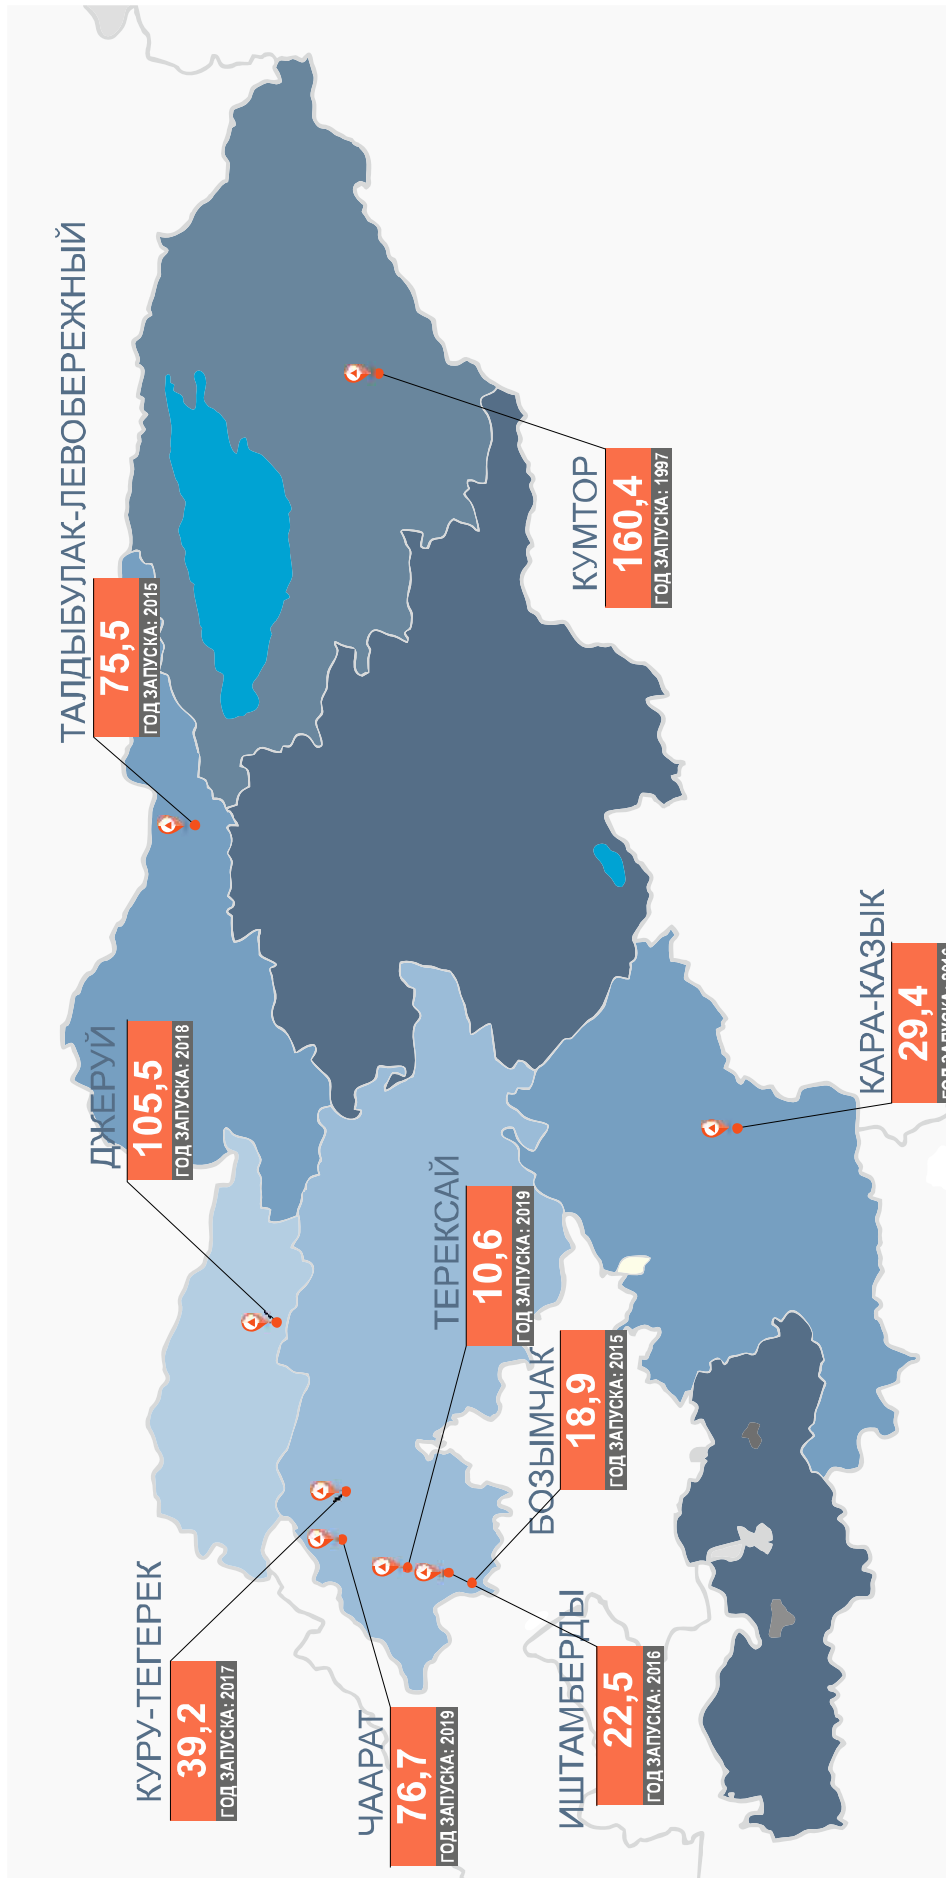 ТАЛДЫБУЛАК-ЛЕВОБЕРЕЖНЫЙ
75,5
ГОД ЗАПУСКА: 2015
ДЖЕРУЙ
105,5
ГОД ЗАПУСКА: 2018
КУРУ-ТЕГЕРЕК
39,2
ГОД ЗАПУСКА: 2017
ЧААРАТ
76,7
ГОД ЗАПУСКА: 2019
ТЕРЕКСАЙ
10,6
ГОД ЗАПУСКА: 2019
БОЗЫМЧАК
18,9
ГОД ЗАПУСКА: 2015
ИШТАМБЕРДЫ
22,5
ГОД ЗАПУСКА: 2016
КУМТОР
160,4
ГОД ЗАПУСКА: 1997
КАРА-КАЗЫК
29,4
ГОД ЗАПУСКА: